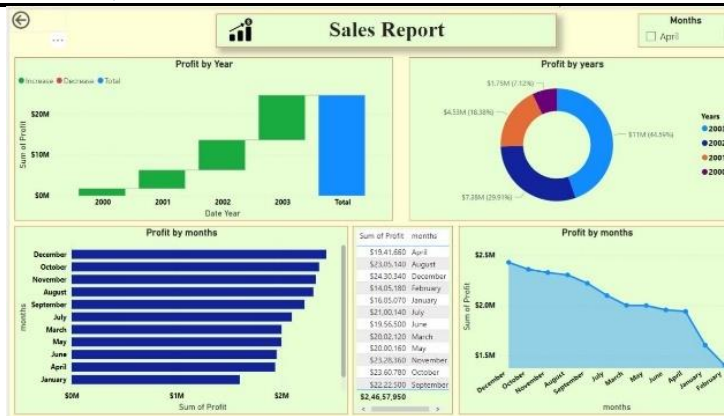 Sales Report
Months
April
Profit by Year
Increase Decrease Total
Sum of Profit
$20M
$10M
$0M
2000 2001 2002 2003 Total
Date Year
Profit by years
$1.75M (7.12%)
$4.53M (18.38%)
$7.38M (29.91%)
$11M (44.59%)
Years
2003
2002
2001
2000
Profit by months
months
December
October
November
August
September
July
March
May
June
April
January
$0M $1M $2M
Sum of Profit
Sum of Profit months
$19,41,660 April
$23,05,140 August
$24,30,340 December
$14,05,180 February
$16,05,070 January
$21,00,140 July
$19,56,500 June
$20,02,120 March
$20,00,160 May
$23,28,360 November
$23,60,780 October
$22,22,500 September
$2,46,57,950
Profit by months
Sum of Profit
$2.5M
$2.0M
$1.5M
December October November August September July March May June April January February
months